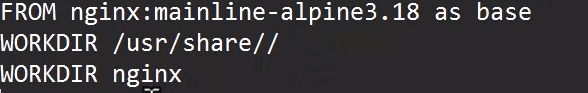 FROM nginx:mainline-alpine3.18 as base
WORKDIR /usr/share//
WORKDIR nginx